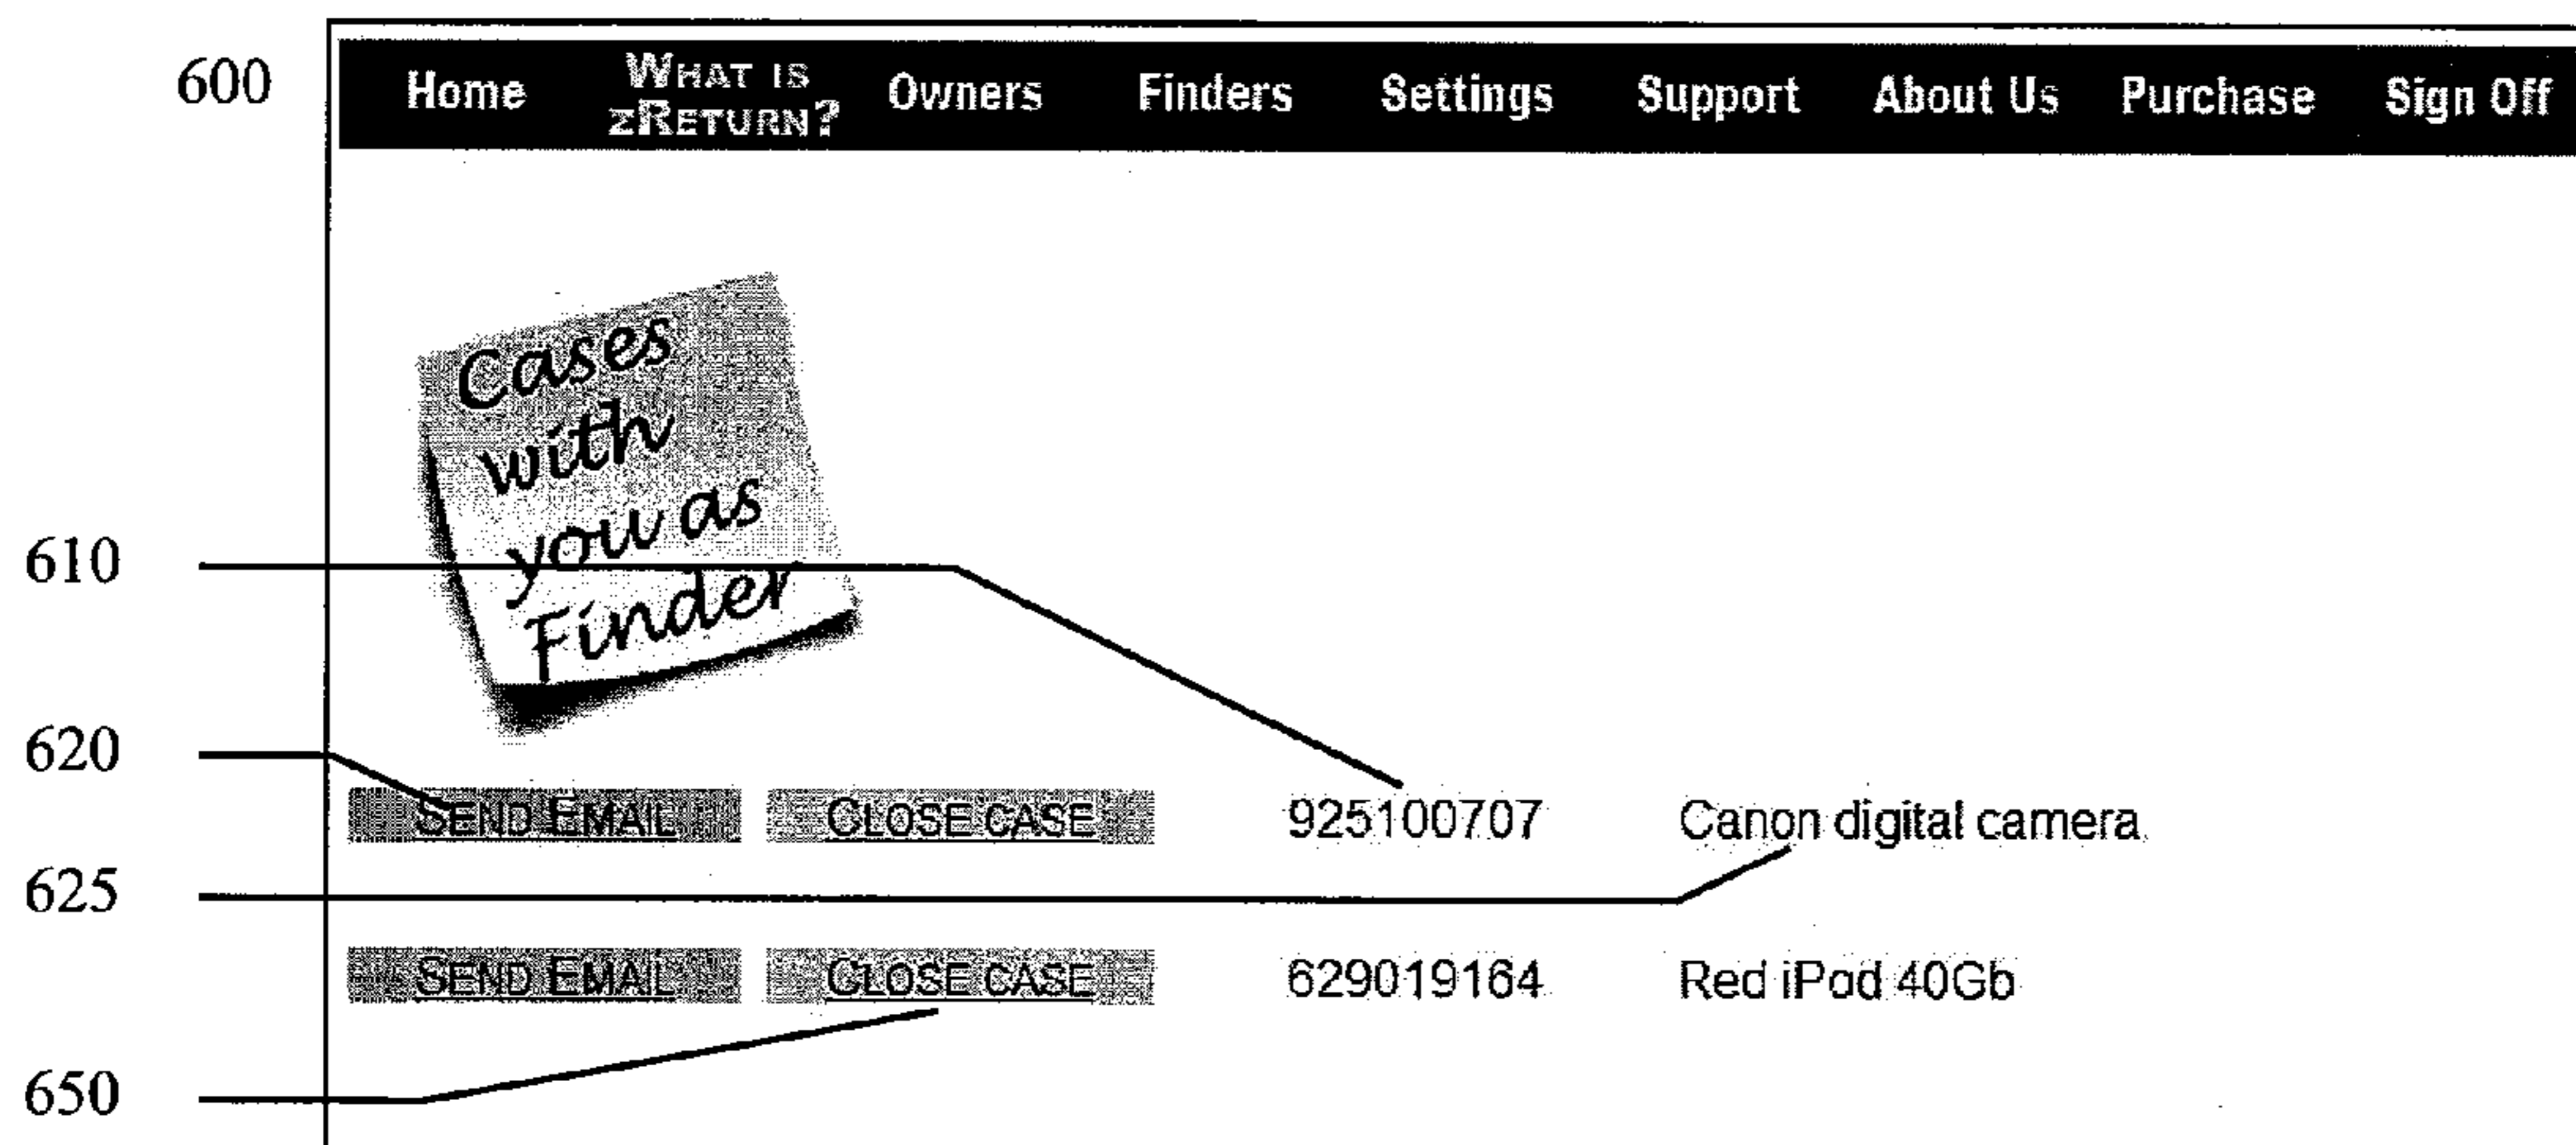 600
Home WHAT IS ZRETURN? Owners Finders Settings Support About Us Purchase Sign Off
Cases
with
you as
Finder
610
620
SEND EMAIL CLOSE CASE 925100707 Canon digital camera
625
SEND EMAIL CLOSE CASE 629019164 Red iPod 40Gb
650